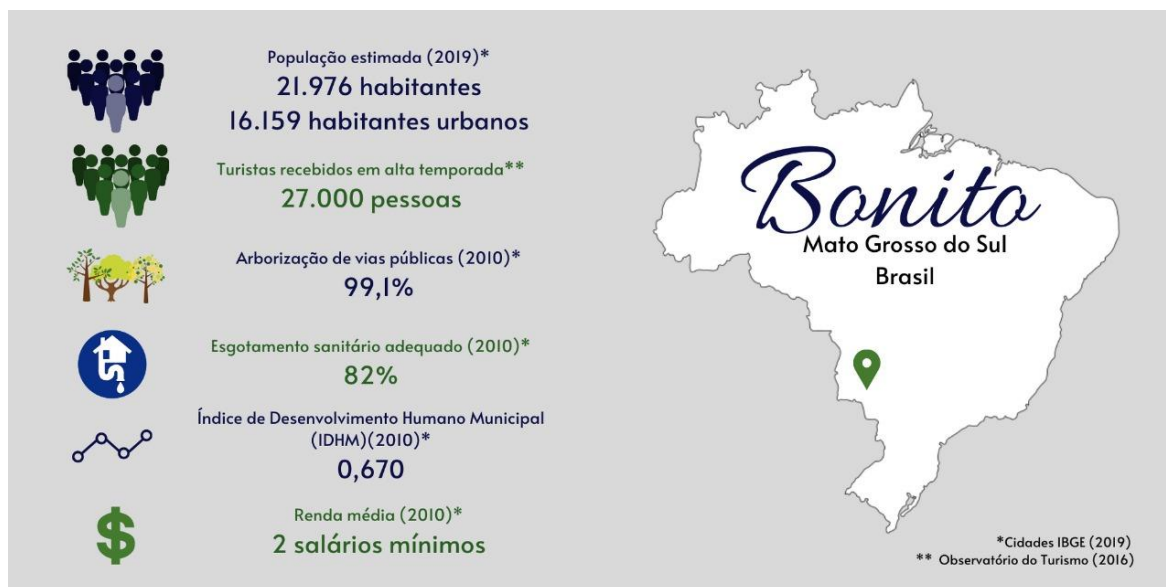 População estimada (2019)*
21.976 habitantes
16.159 habitantes urbanos
Turistas recebidos em alta temporada**
27.000 pessoas
Arborização de vias públicas (2010)*
99,1%
Esgotamento sanitário adequado (2010)*
82%
Índice de Desenvolvimento Humano Municipal
(IDHM)(2010)*
0,670
Renda média (2010)*
2 salários mínimos
Bonito
Mato Grosso do Sul
Brasil
*Cidades IBGE (2019)
** Observatório do Turismo (2016)